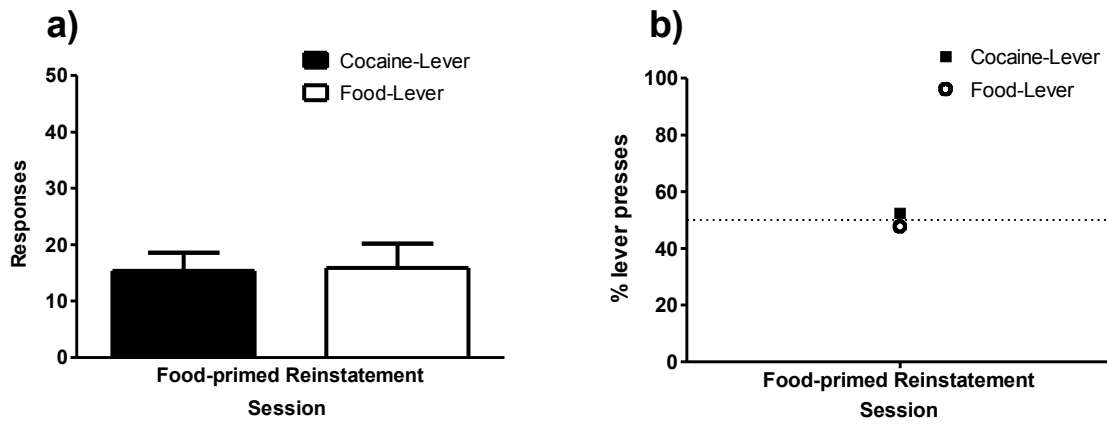 a)
Cocaine-Lever
Food-Lever
50
40
30
20
10
0
Responses
Food-primed Reinstatement
Session
b)
Cocaine-Lever
Food-Lever
100
80
60
40
20
0
% lever presses
Food-primed Reinstatement
Session